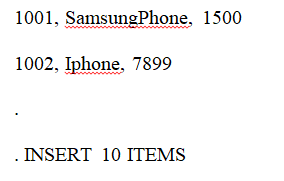 1001, SamsungPhone, 1500
1002, Iphone, 7899
.
. INSERT 10 ITEMS